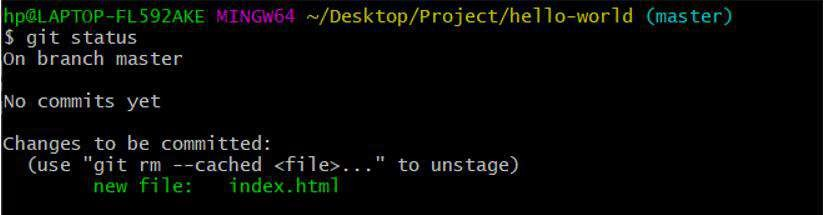 hp@LAPTOP-FL592AKE MINGW64 ~/Desktop/Project/hello-world (master)
$ git status
On branch master
No commits yet
Changes to be committed:
(use "git rm --cached <file>..." to unstage)
new file: index.html